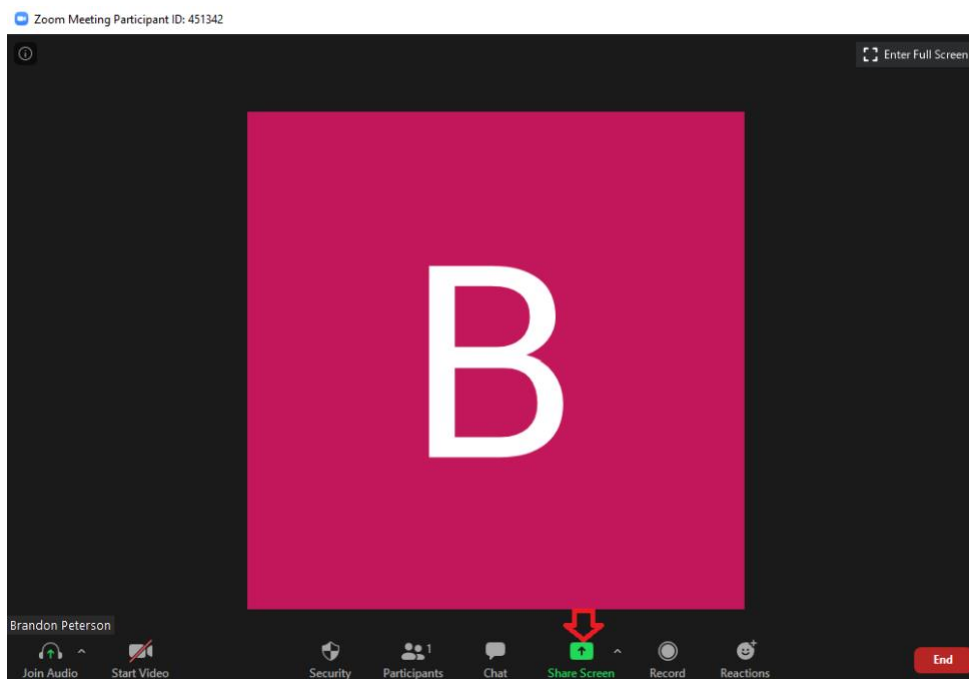 Zoom Meeting Participant ID: 451342
Enter Full Screen
B
Brandon Peterson
1
Join Audio Start Video Security Participants Chat Share Screen Record Reactions End